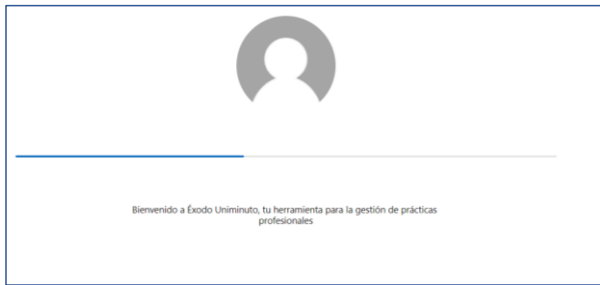 Bienvenido a Éxodo Uniminuto, tu herramienta para la gestión de prácticas
profesionales